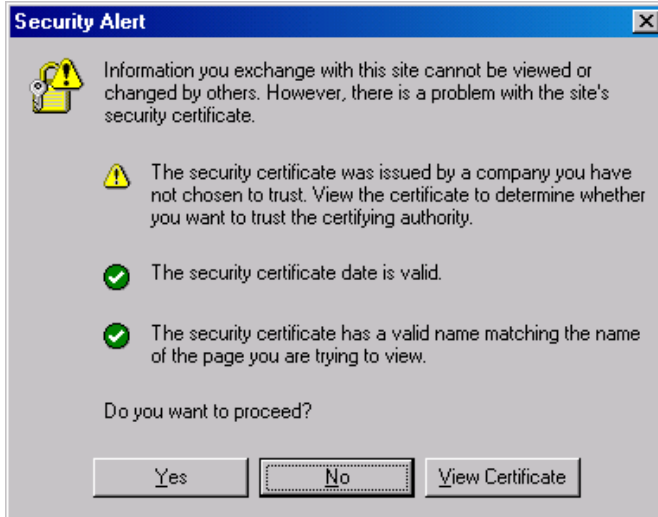 Security Alert
Information you exchange with this site cannot be viewed or
changed by others. However, there is a problem with the site's
security certificate.
The security certificate was issued by a company you have
not chosen to trust. View the certificate to determine whether
you want to trust the certifying authority.
The security certificate date is valid.
The security certificate has a valid name matching the name
of the page you are trying to view.
Do you want to proceed?
Yes No View Certificate